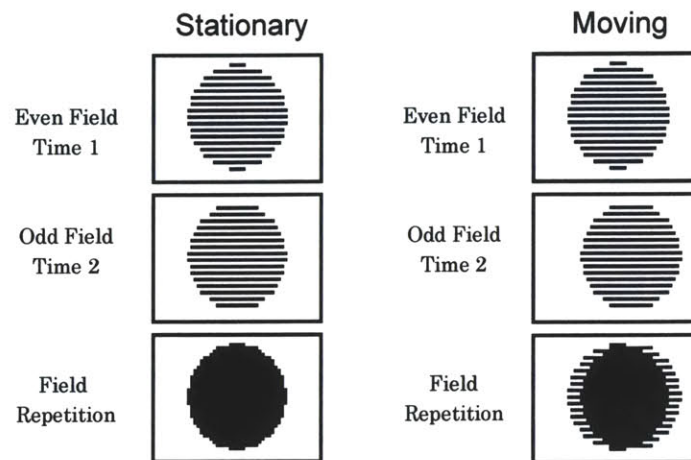 Stationary
Moving
Even Field
Time 1
Even Field
Time 1
Odd Field
Time 2
Odd Field
Time 2
Field
Repetition
Field
Repetition